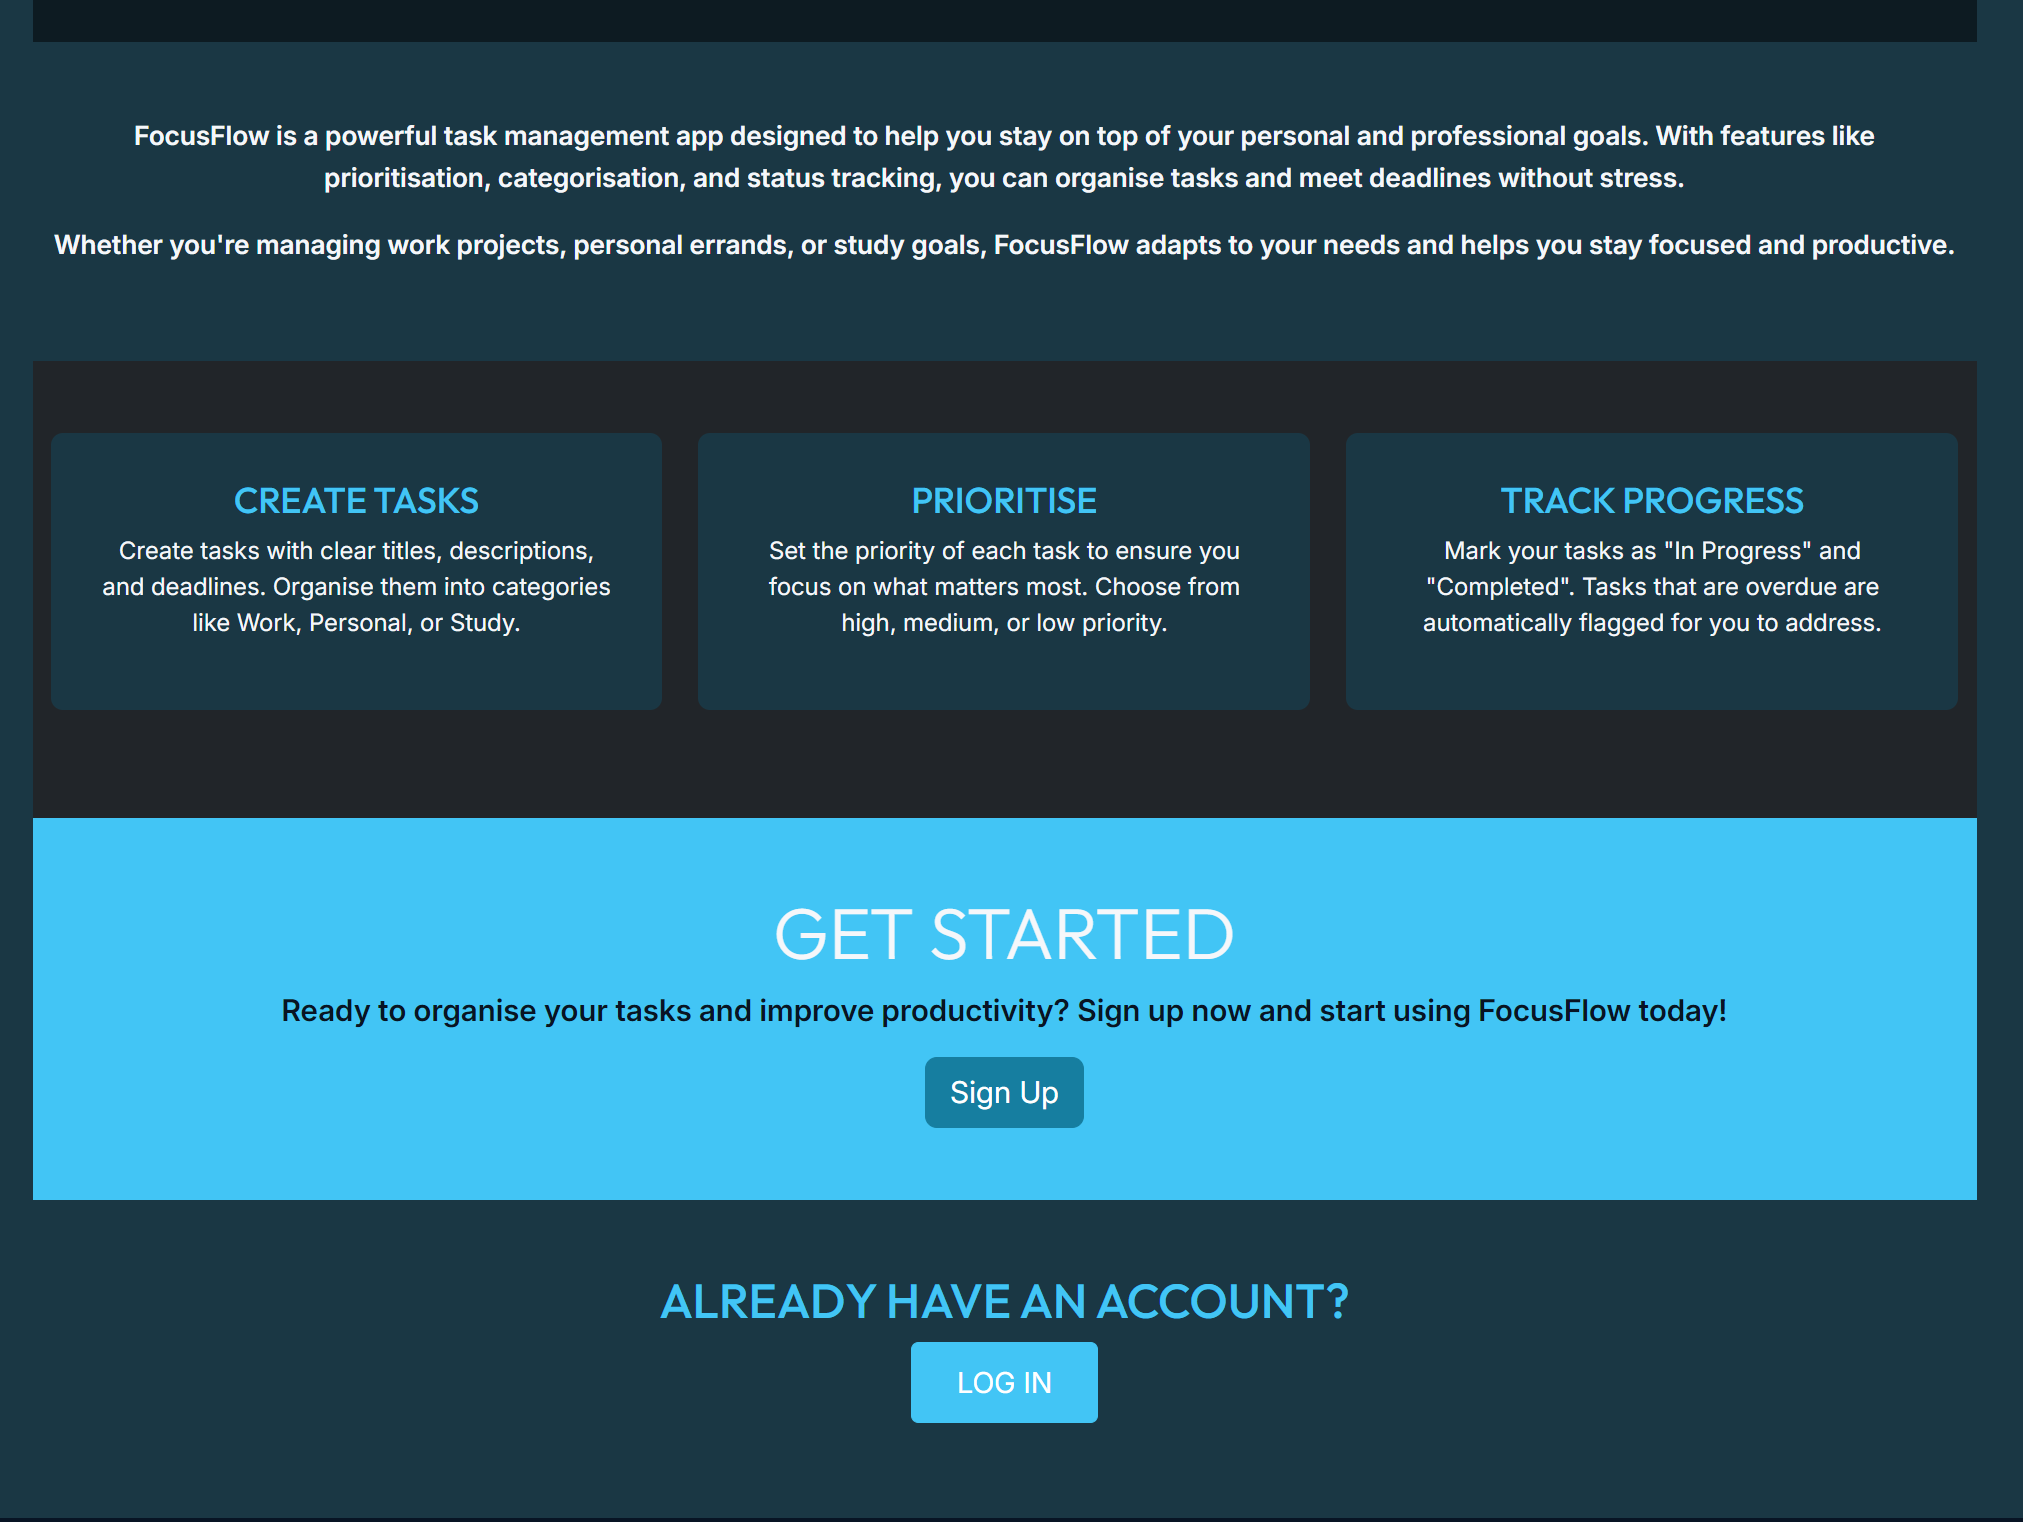 FocusFlow is a powerful task management app designed to help you stay on top of your personal and professional goals. With features like
prioritisation, categorisation, and status tracking, you can organise tasks and meet deadlines without stress.
Whether you're managing work projects, personal errands, or study goals, FocusFlow adapts to your needs and helps you stay focused and productive.
CREATE TASKS
Create tasks with clear titles, descriptions,
and deadlines. Organise them into categories
like Work, Personal, or Study.
PRIORITISE
Set the priority of each task to ensure you
focus on what matters most. Choose from
high, medium, or low priority.
TRACK PROGRESS
Mark your tasks as "In Progress" and
"Completed". Tasks that are overdue are
automatically flagged for you to address.
GET STARTED
Ready to organise your tasks and improve productivity? Sign up now and start using FocusFlow today!
Sign Up
ALREADY HAVE AN ACCOUNT?
LOG IN